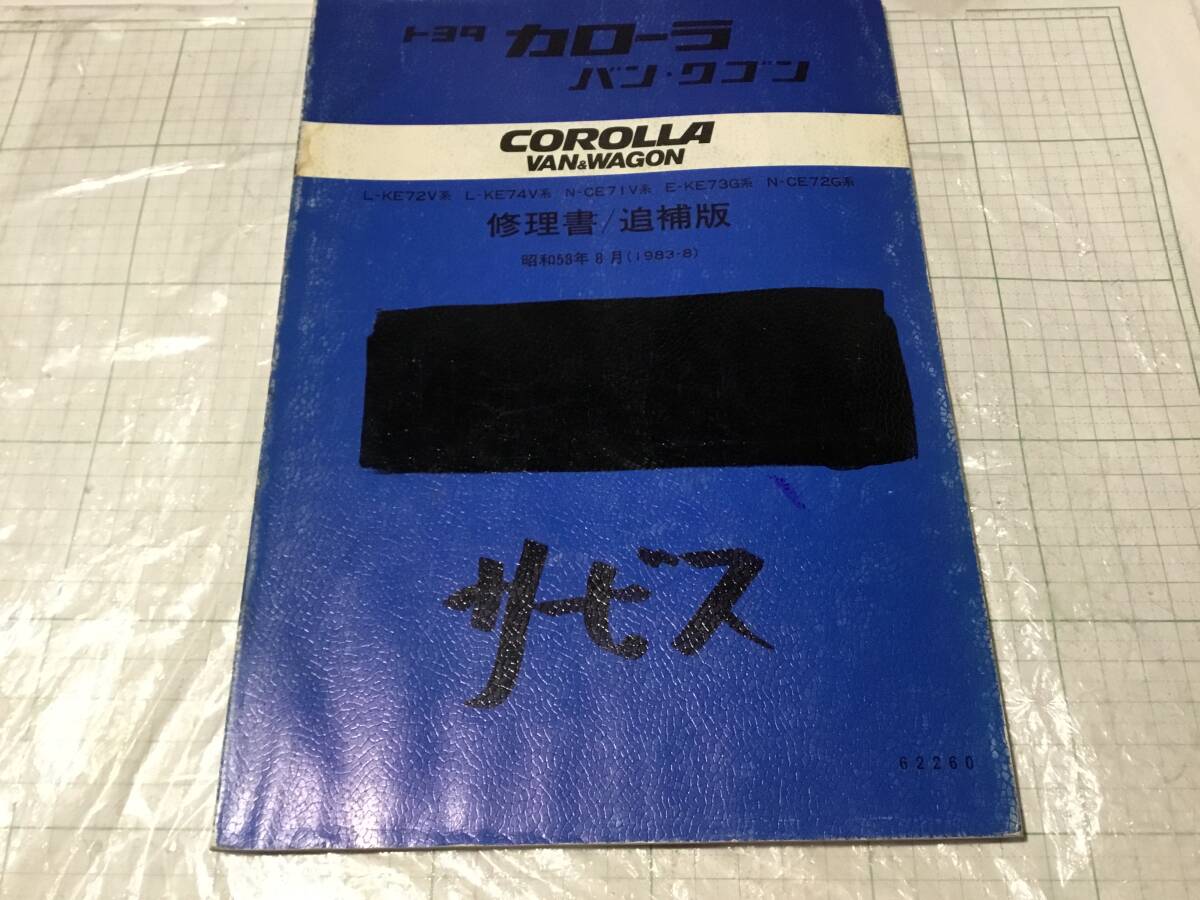 トヨタ カローラ
バン・ワゴン
COROLLA
VAN&WAGON
L-KE72V系 L-KE74V系 N-CE71V系 E-KE73G系 N-CE72G系
修理書/追補版
昭和58年8月(1983-8)
サービス
62260